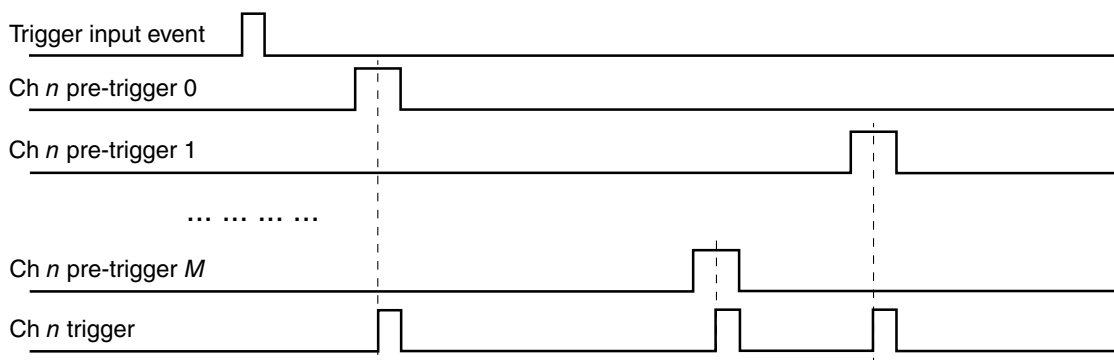 Trigger input event
Ch n pre-trigger 0
Ch n pre-trigger 1
... ... ... ...
Ch n pre-trigger M
Ch n trigger